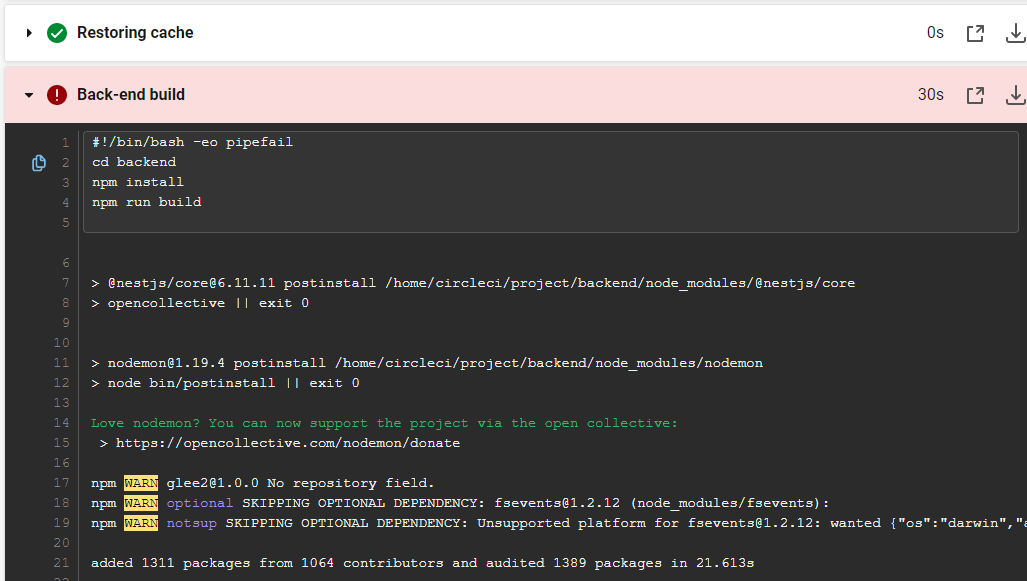 Restoring cache 0s
Back-end build 30s
1 #!/bin/bash -eo pipefail
2 cd backend
3 npm install
4 npm run build
5
6
7 > @nestjs/core@6.11.11 postinstall /home/circleci/project/backend/node_modules/@nestjs/core
8 > opencollective || exit 0
9
10
11 > nodemon@1.19.4 postinstall /home/circleci/project/backend/node_modules/nodemon
12 > node bin/postinstall || exit 0
13
14 Love nodemon? You can now support the project via the open collective:
15 > https://opencollective.com/nodemon/donate
16
17 npm WARN glee2@1.0.0 No repository field.
18 npm WARN optional SKIPPING OPTIONAL DEPENDENCY: fsevents@1.2.12 (node_modules/fsevents):
19 npm WARN notsup SKIPPING OPTIONAL DEPENDENCY: Unsupported platform for fsevents@1.2.12: wanted {"os":"darwin","
20
21 added 1311 packages from 1064 contributors and audited 1389 packages in 21.613s